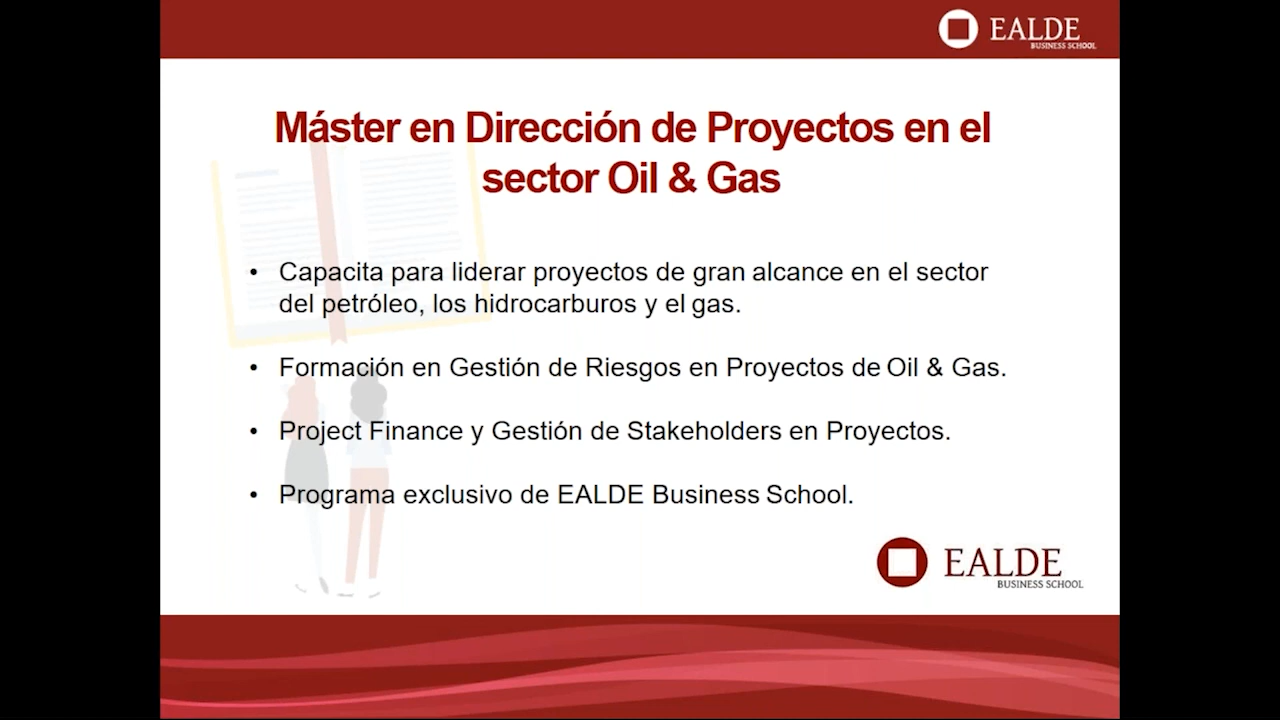 EALDE
BUSINESS SCHOOL
Máster en Dirección de Proyectos en el
sector Oil & Gas
• Capacita para liderar proyectos de gran alcance en el sector
del petróleo, los hidrocarburos y el gas.
• Formación en Gestión de Riesgos en Proyectos de Oil & Gas.
• Project Finance y Gestión de Stakeholders en Proyectos.
• Programa exclusivo de EALDE Business School.
EALDE
BUSINESS SCHOOL